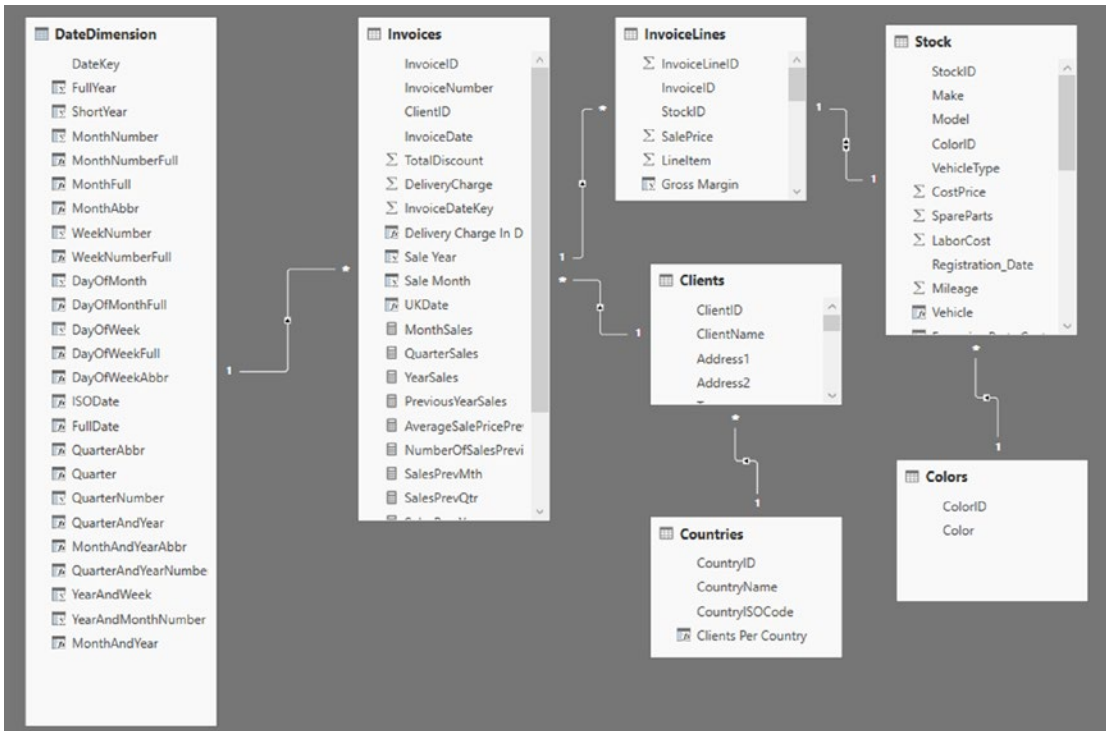 DateDimension
DateKey
FullYear
ShortYear
MonthNumber
MonthNumberFull
MonthFull
MonthAbbr
WeekNumber
WeekNumberFull
DayOfMonth
DayOfMonthFull
DayOfWeek
DayOfWeekFull
DayOfWeekAbbr
ISODate
FullDate
QuarterAbbr
Quarter
QuarterNumber
QuarterAndYear
MonthAndYearAbbr
QuarterAndYearNumbe
YearAndWeek
YearAndMonthNumber
MonthAndYear
1
*
Invoices
InvoiceID
InvoiceNumber
ClientID
InvoiceDate
∑ TotalDiscount
∑ DeliveryCharge
∑ InvoiceDateKey
Delivery Charge In D
Sale Year
Sale Month
UKDate
MonthSales
QuarterSales
YearSales
PreviousYearSales
AverageSalePricePre
NumberOfSalesPrevi
SalesPrevMth
SalesPrevQtr
1
*
*
1
InvoiceLines
∑ InvoiceLineID
InvoiceID
StockID
∑ SalePrice
∑ LineItem
Gross Margin
1
1
Clients
ClientID
ClientName
Address1
Address2
*
1
Countries
CountryID
CountryName
CountryISOCode
Clients Per Country
Stock
StockID
Make
Model
ColorID
VehicleType
∑ CostPrice
∑ SpareParts
∑ LaborCost
Registration_Date
∑ Mileage
Vehicle
*
1
Colors
ColorID
Color